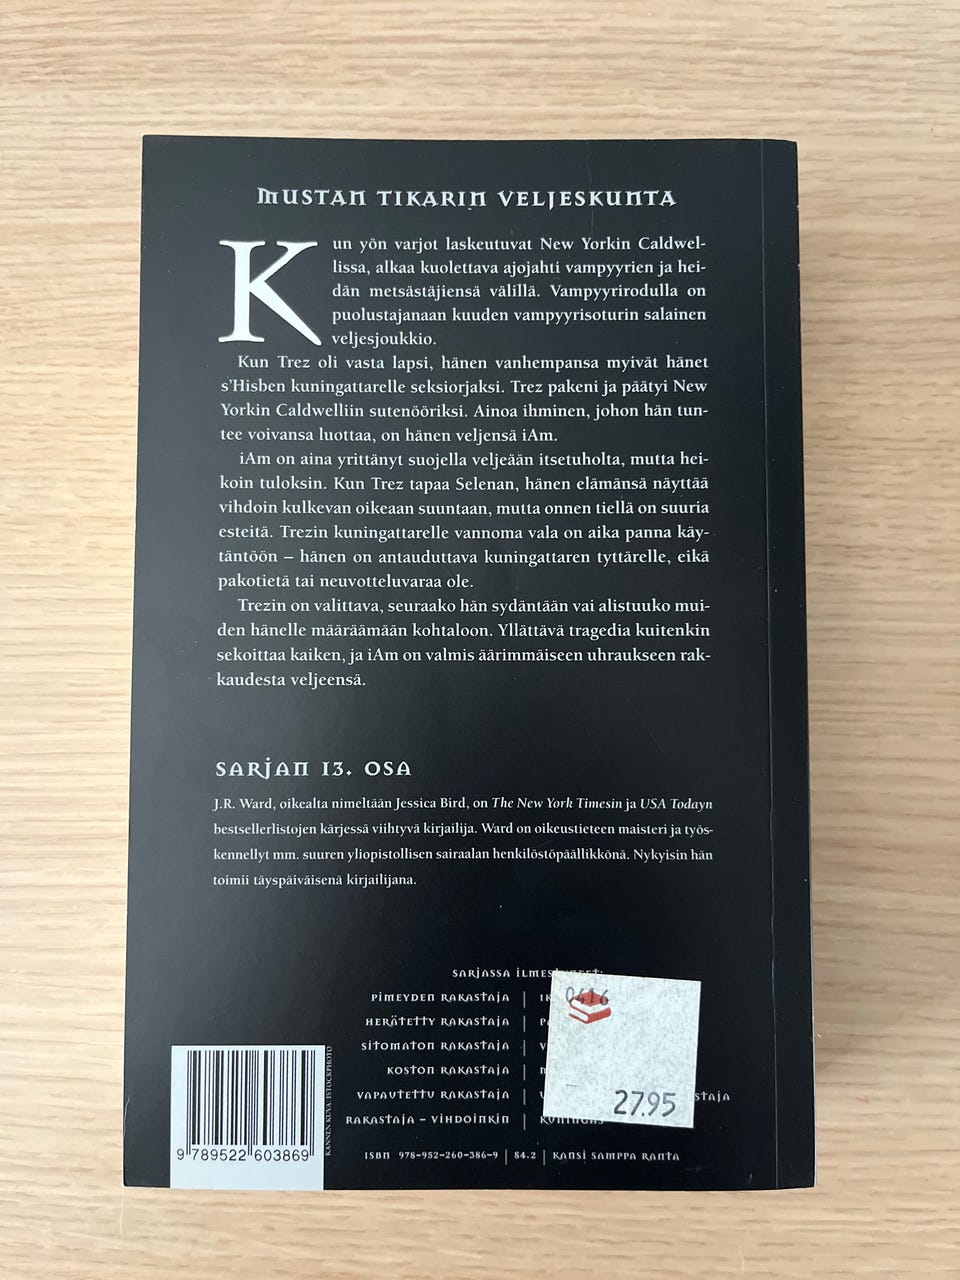 MUSTAN TIKARIN VELJESKUNTA
Kun yön varjot laskeutuvat New Yorkin Caldwel-
lissa, alkaa kuolettava ajojahti vampyyrien ja hei-
dän metsästäjiensä välillä. Vampyyrirodulla on
puolustajanaan kuuden vampyyrisoturin salainen
veljesjoukkio.
Kun Trez oli vasta lapsi, hänen vanhempansa myivät hänet
s'Hisben kuningattarelle seksiorjaksi. Trez pakeni ja päätyi New
Yorkin Caldwelliin sutenööriksi. Ainoa ihminen, johon hän tun-
tee voivansa luottaa, on hänen veljensä iAm.
iAm on aina yrittänyt suojella veljeään itsetuholta, mutta hei-
koin tuloksin. Kun Trez tapaa Selenan, hänen elämänsä näyttää
vihdoin kulkevan oikeaan suuntaan, mutta onnen tiellä on suuria
esteitä. Trezin kuningattarelle vannoma vala on aika panna käy-
täntöön – hänen on antauduttava kuningattaren tyttärelle, eikä
pakotietä tai neuvotteluvaraa ole.
Trezin on valittava, seuraako hän sydäntään vai alistuuko mui-
den hänelle määräämään kohtaloon. Yllättävä tragedia kuitenkin
sekoittaa kaiken, ja iAm on valmis äärimmäiseen uhraukseen rak-
kaudesta veljeensä.
SARJAN 13. OSA
J.R. Ward, oikealta nimeltään Jessica Bird, on The New York Timesin ja USA Todayn
bestsellerlistojen kärjessä viihtyvä kirjailija. Ward on oikeustieteen maisteri ja työs-
kennellyt mm. suuren yliopistollisen sairaalan henkilöstöpäällikkönä. Nykyisin hän
toimii täyspäiväisenä kirjailijana.
SARJASSA
PIMEYDEN RAKASTAJA |
HERÄTETTY RAKASTAJA |
SITOMATON RAKASTAJA |
KOSTON RAKASTAJA |
VAPAUTETTU RAKASTAJA |
RAKASTAJA – VIHDOINKIN | KUNINGAS
0416
27.95
KANNEN KUVA: ISTOCKPHOTO
9 789522 603869
ISBN 978-952-260-386-9 | 84.2 | KANSI SAMPPA RANTA